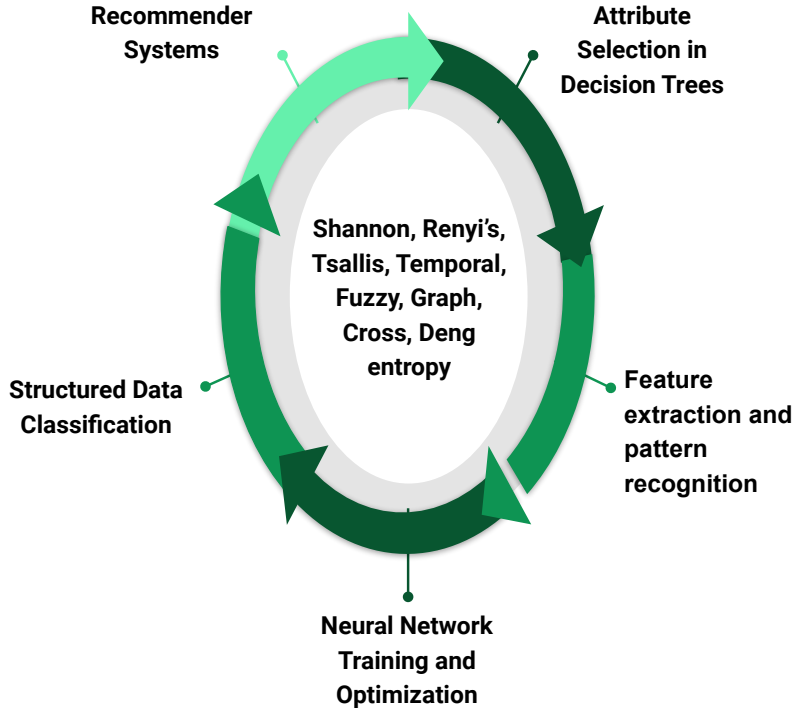 Recommender
Systems
Attribute
Selection in
Decision Trees
Shannon, Renyi’s,
Tsallis, Temporal,
Fuzzy, Graph,
Cross, Deng
entropy
Structured Data
Classification
Feature
extraction and
pattern
recognition
Neural Network
Training and
Optimization